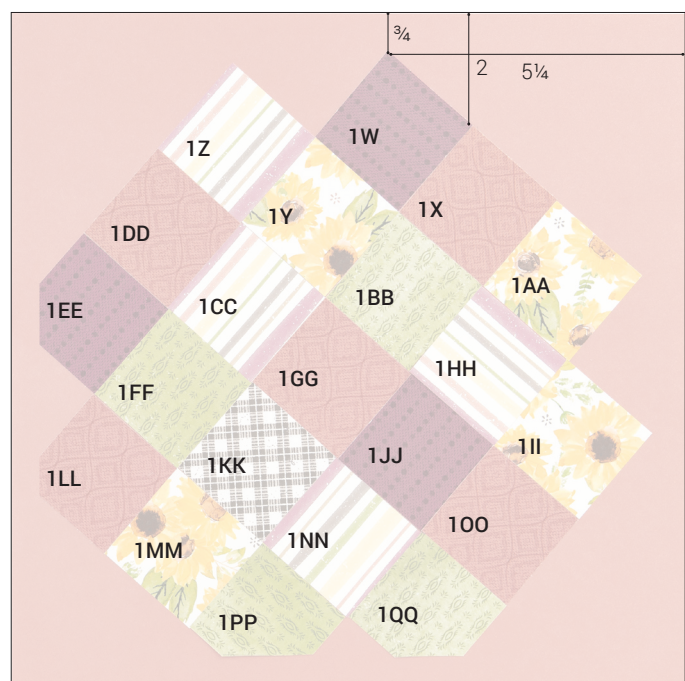 ¾
2
5¼
1W
1Z
1X
1Y
1DD
1AA
1BB
1EE
1CC
1HH
1GG
1FF
1II
1JJ
1KK
1LL
1OO
1NN
1MM
1QQ
1PP